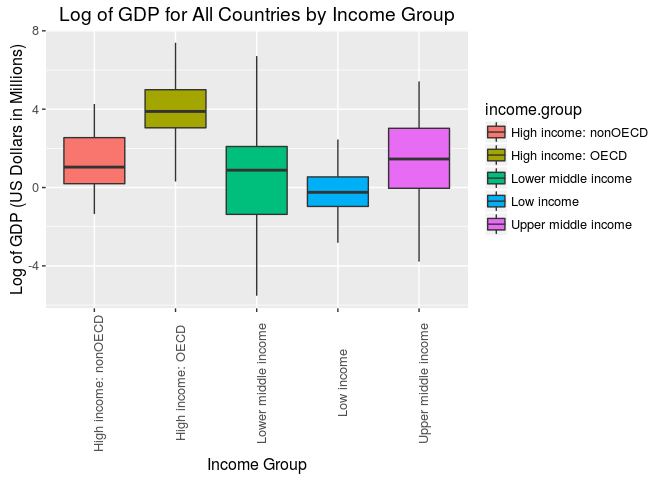 Log of GDP for All Countries by Income Group
Log of GDP (US Dollars in Millions)
8
4
0
-4
High income: nonOECD
High income: OECD
Lower middle income
Low income
Upper middle income
Income Group
income.group
High income: nonOECD
High income: OECD
Lower middle income
Low income
Upper middle income